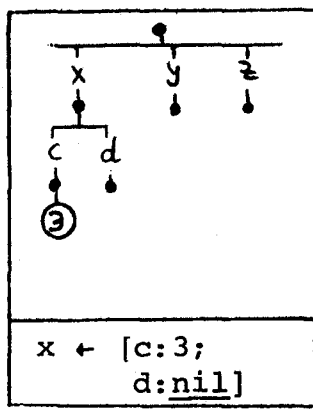 x y z
c d
3
x ← [c:3;
d:nil]